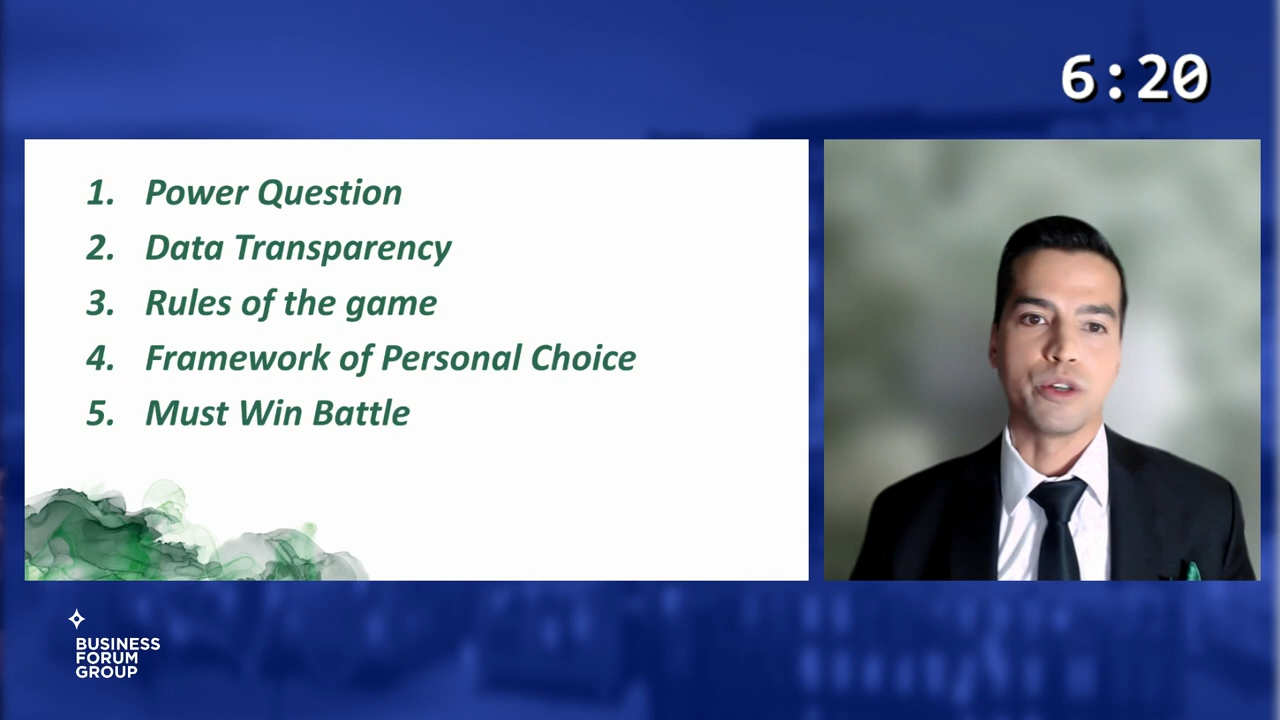 6:20
1. Power Question
2. Data Transparency
3. Rules of the game
4. Framework of Personal Choice
5. Must Win Battle
BUSINESS
FORUM
GROUP